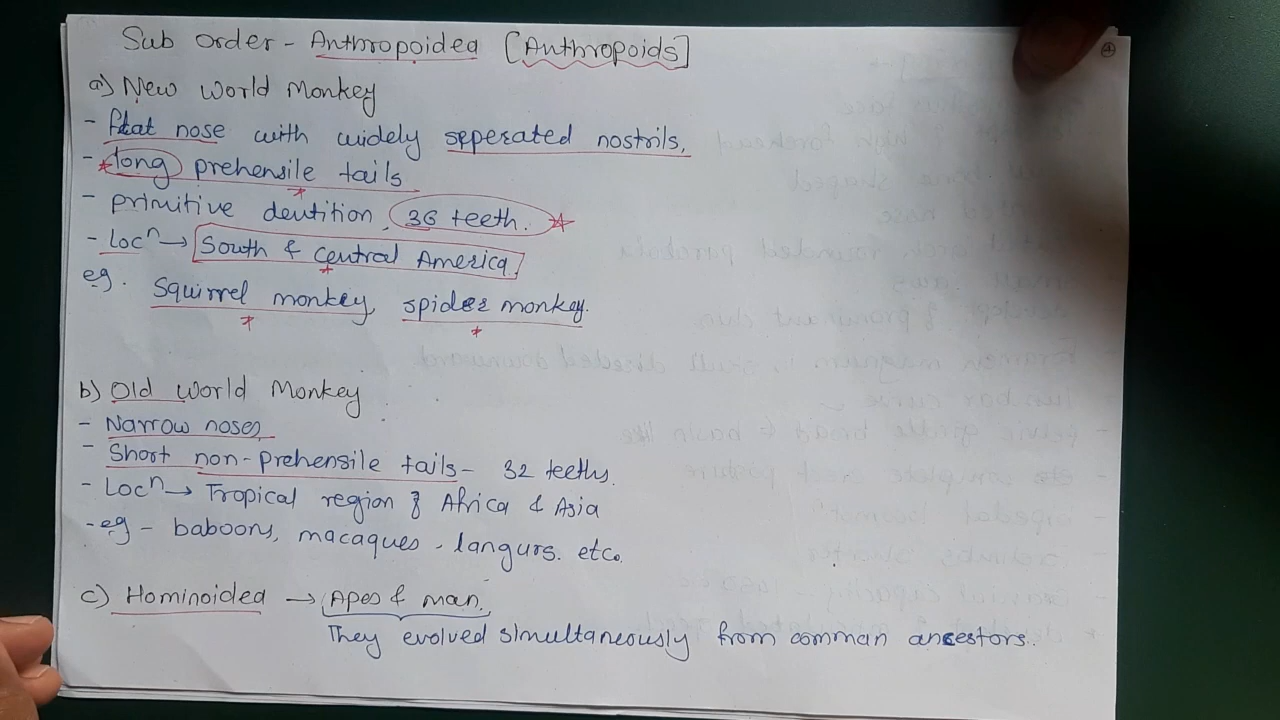 Sub Order - Anthropoidea [Anthropoids]
④
a) New World Monkey
- flat nose with widely seperated nostrils.
- long prehensile tails
- primitive dentition, 36 teeth.
- Locⁿ → South & central America.
eg. Squirrel monkey, spider monkey.
b) Old World Monkey
- Narrow noses
- Short non-prehensile tails - 32 teeths.
- Locⁿ → Tropical region of Africa & Asia
- eg - baboons, macaques, langurs. etc.
c) Hominoidea → Apes & man.
They evolved simultaneously from comman ancestors.